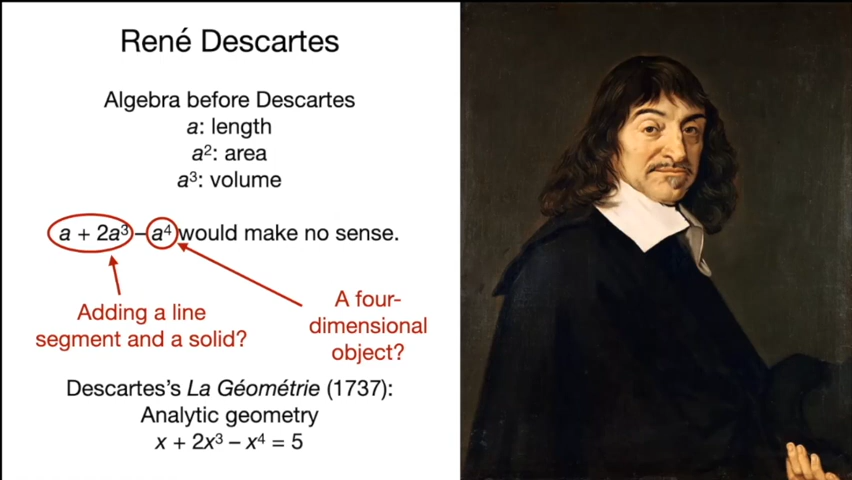 René Descartes
Algebra before Descartes
a: length
a²: area
a³: volume
a + 2a³ – a⁴ would make no sense.
Adding a line
segment and a solid?
A four-
dimensional
object?
Descartes's La Géométrie (1737):
Analytic geometry
x + 2x³ – x⁴ = 5